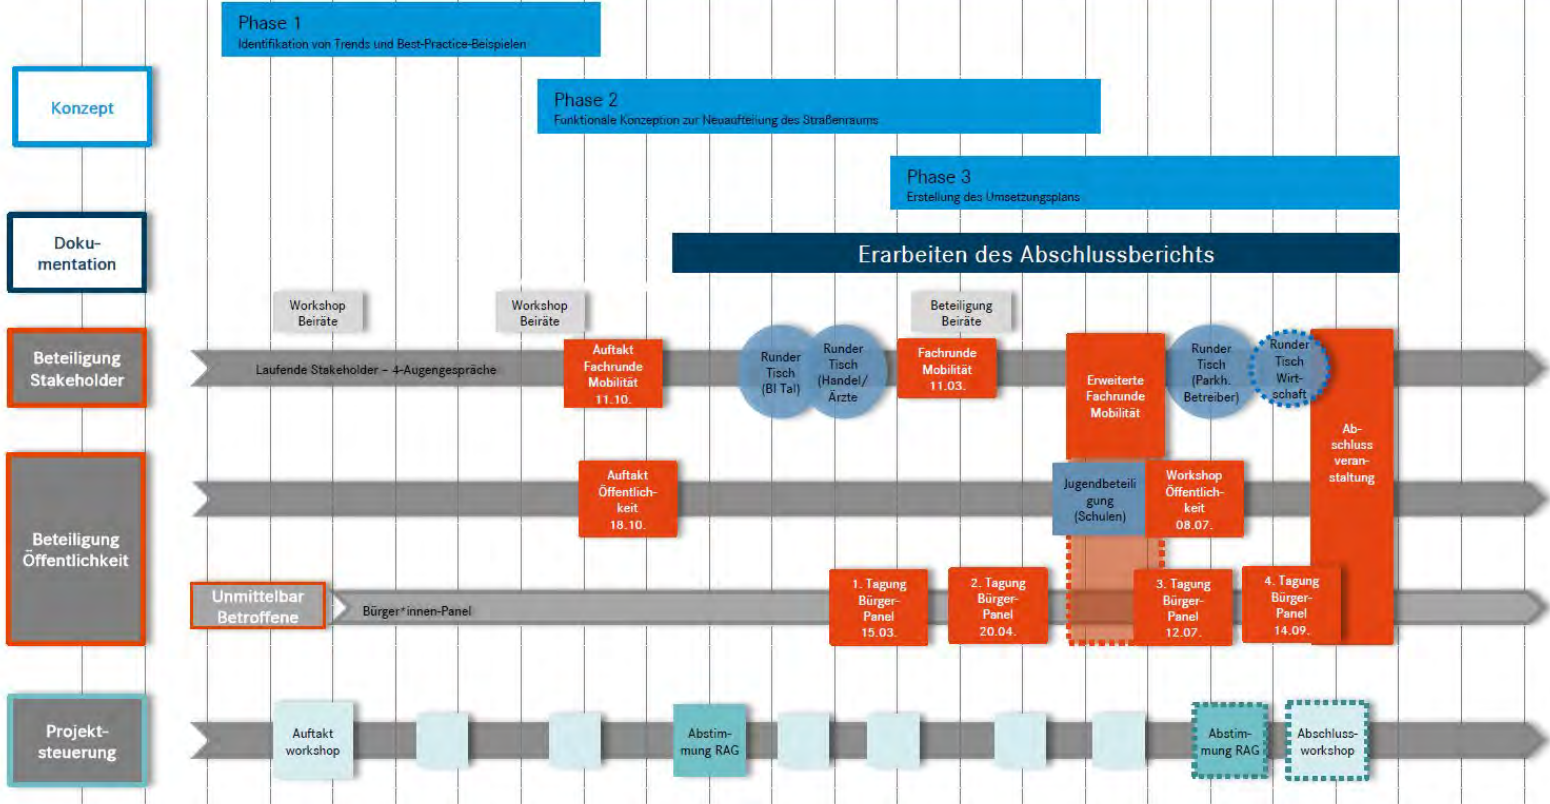 Phase 1
Identifikation von Trends und Best-Practice-Beispielen
Konzept
Phase 2
Funktionale Konzeption zur Neuaufteilung des Straßenraums
Phase 3
Erstellung des Umsetzungsplans
Doku-
mentation
Erarbeiten des Abschlussberichts
Workshop
Beiräte
Workshop
Beiräte
Beteiligung
Beiräte
Beteiligung
Stakeholder
Laufende Stakeholder – 4-Augengespräche
Auftakt
Fachrunde
Mobilität
11.10.
Runder
Tisch
(BI Tal)
Runder
Tisch
(Handel/
Ärzte
Fachrunde
Mobilität
11.03.
Erweiterte
Fachrunde
Mobilität
Runder
Tisch
(Parkh.
Betreiber)
Runder
Tisch
Wirt-
schaft
Ab-
schluss
veran-
staltung
Beteiligung
Öffentlichkeit
Auftakt
Öffentlich-
keit
18.10.
Jugendbeteili
gung
(Schulen)
Workshop
Öffentlich-
keit
08.07.
Unmittelbar
Betroffene
Bürger*innen-Panel
1. Tagung
Bürger-
Panel
15.03.
2. Tagung
Bürger-
Panel
20.04.
3. Tagung
Bürger-
Panel
12.07.
4. Tagung
Bürger-
Panel
14.09.
Projekt-
steuerung
Auftakt
workshop
Abstim-
mung RAG
Abstim-
mung RAG
Abschluss-
workshop